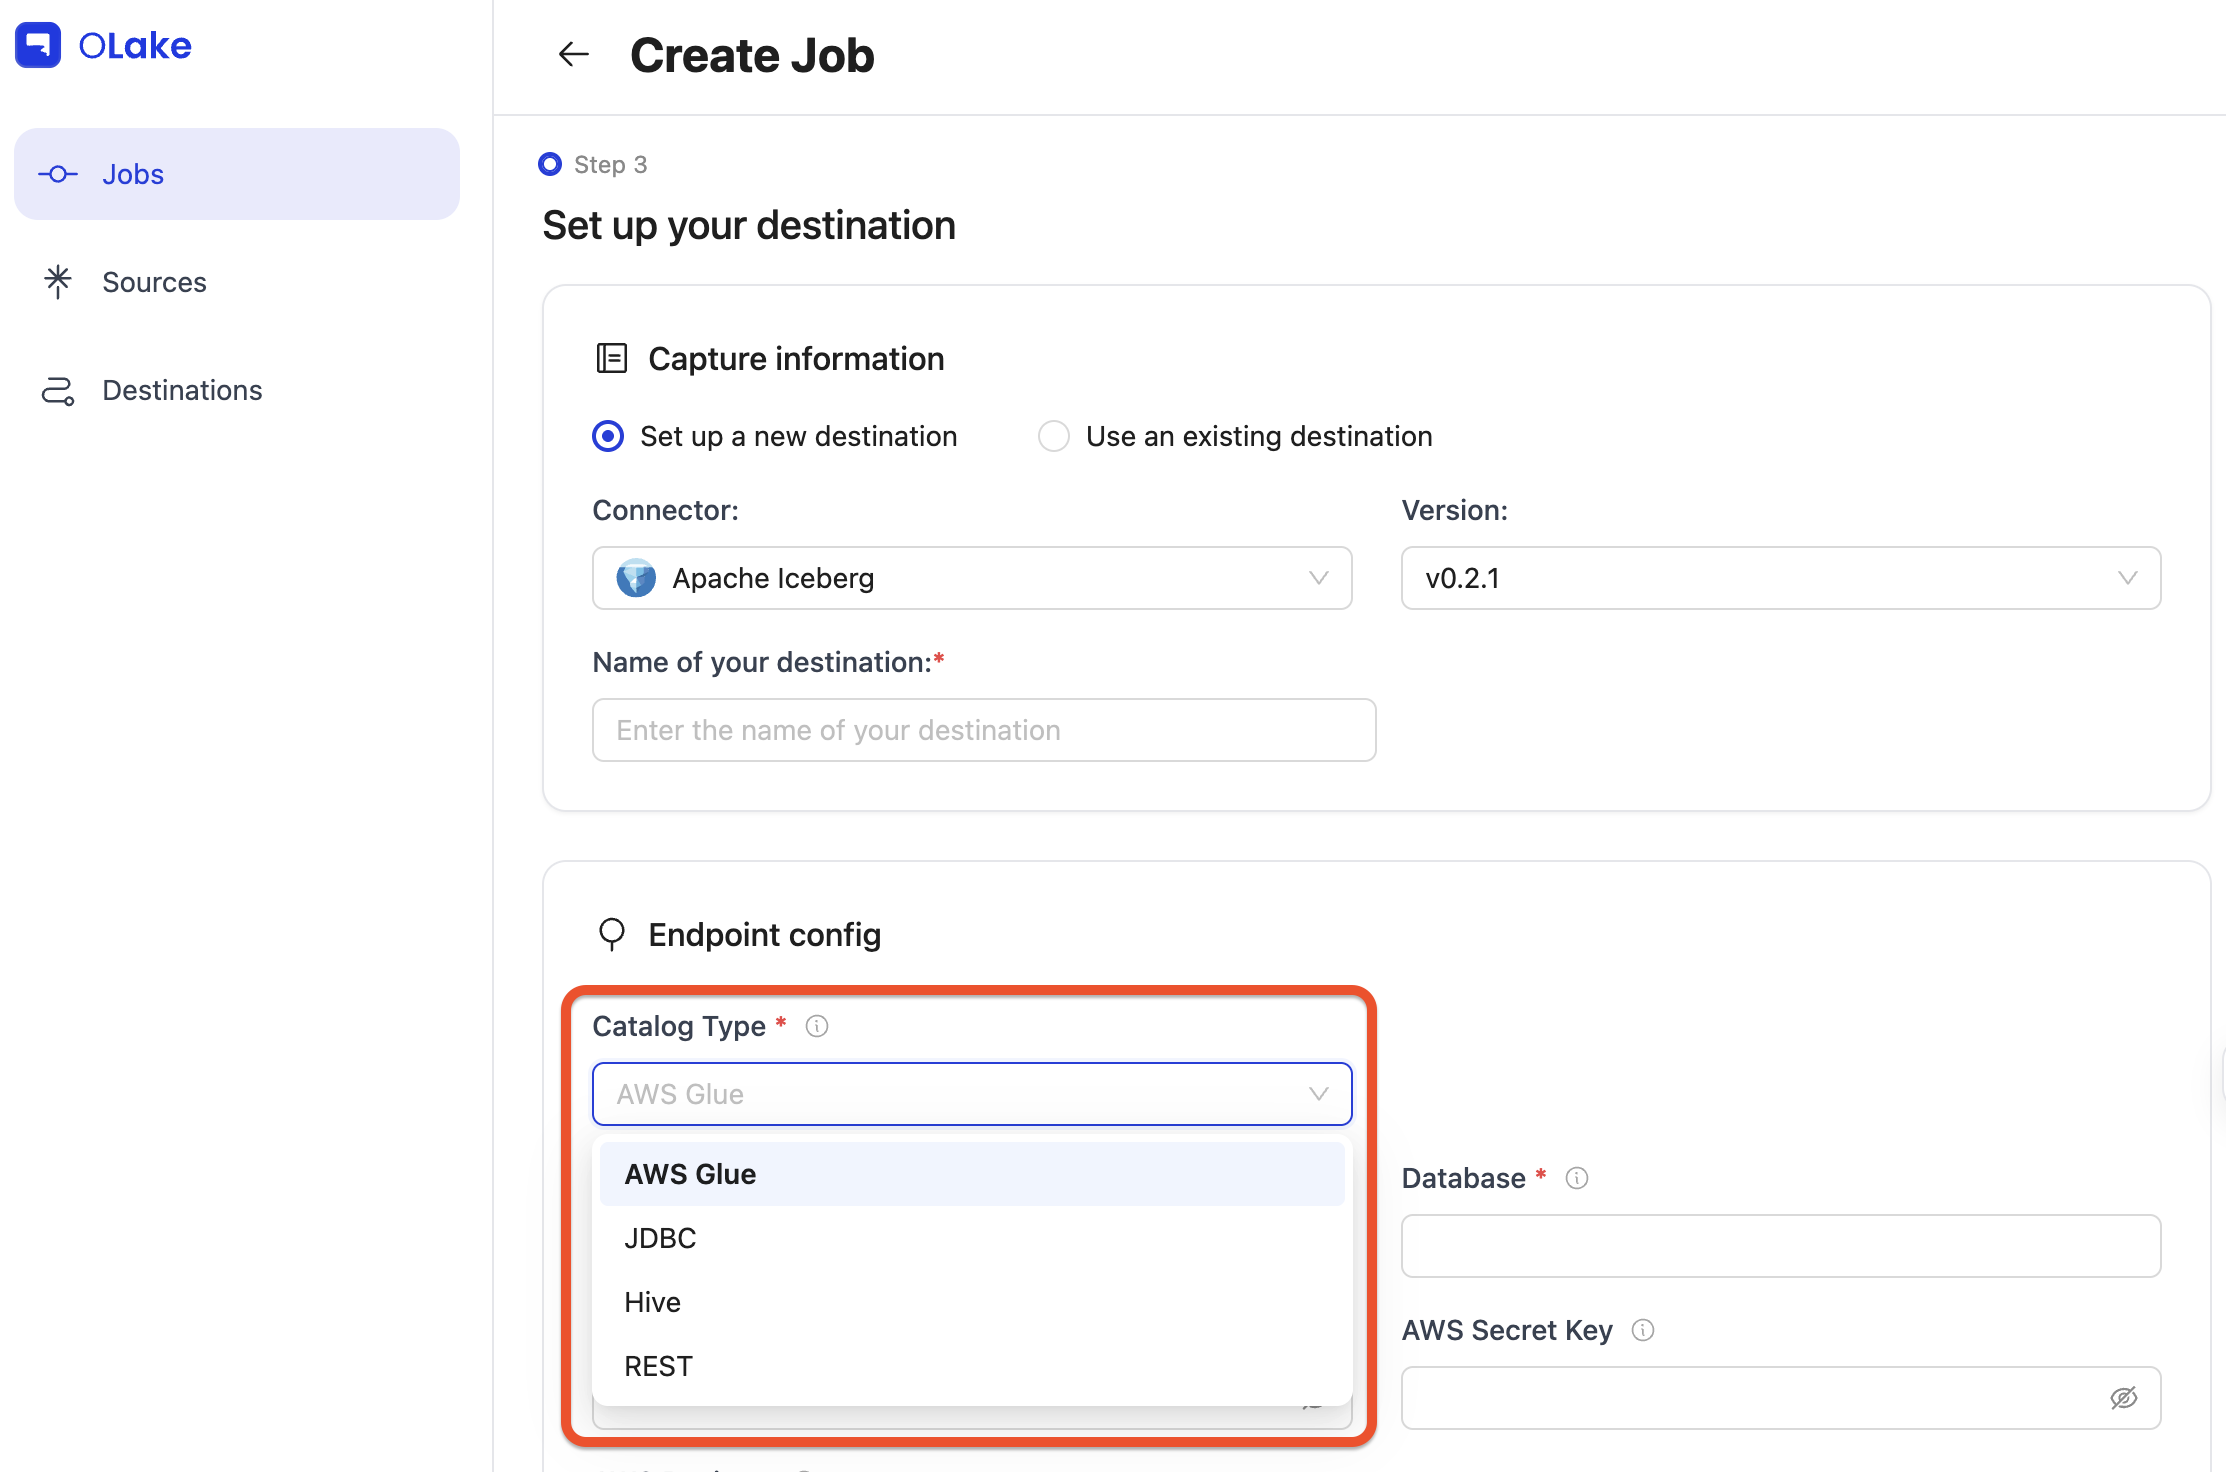 OLake
Create Job
Jobs
Sources
Destinations
Step 3
Set up your destination
Capture information
Set up a new destination
Use an existing destination
Connector:
Version:
Apache Iceberg
v0.2.1
Name of your destination:*
Enter the name of your destination
Endpoint config
Catalog Type *
AWS Glue
AWS Glue
JDBC
Hive
REST
Database *
AWS Secret Key